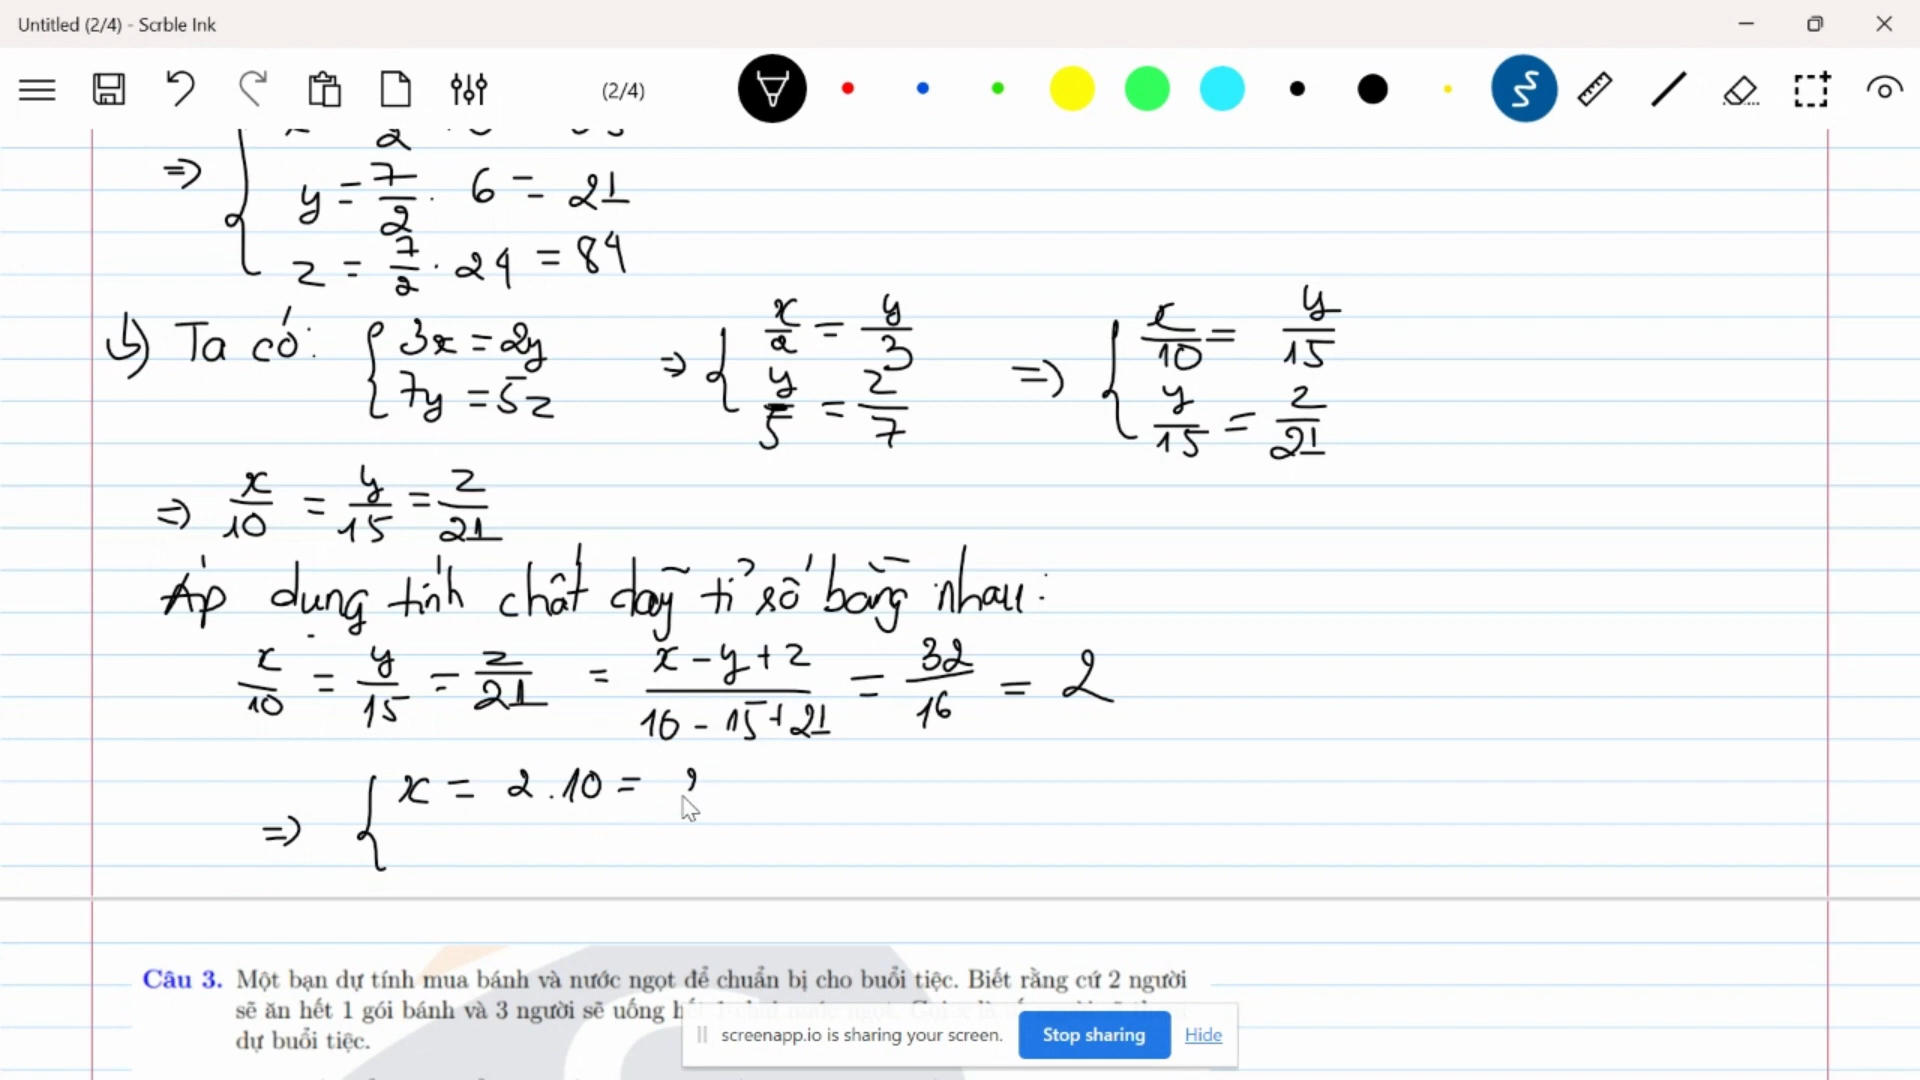 Untitled (2/4) - Scrble Ink
(2/4)
=> { y = 7/2 . 6 = 21
z = 7/2 . 24 = 84
b) Ta có: { 3x = 2y => { x/2 = y/3 => { x/10 = y/15
7y = 5z y/5 = z/7 y/15 = z/21
=> x/10 = y/15 = z/21
Áp dụng tính chất dãy tỉ số bằng nhau:
x/10 = y/15 = z/21 = (x - y + z)/(10 - 15 + 21) = 32/16 = 2
=> { x = 2 . 10 =
Câu 3. Một bạn dự tính mua bánh và nước ngọt để chuẩn bị cho buổi tiệc. Biết rằng cứ 2 người
sẽ ăn hết 1 gói bánh và 3 người sẽ uống
dự buổi tiệc.
screenapp.io is sharing your screen.
Stop sharing
Hide